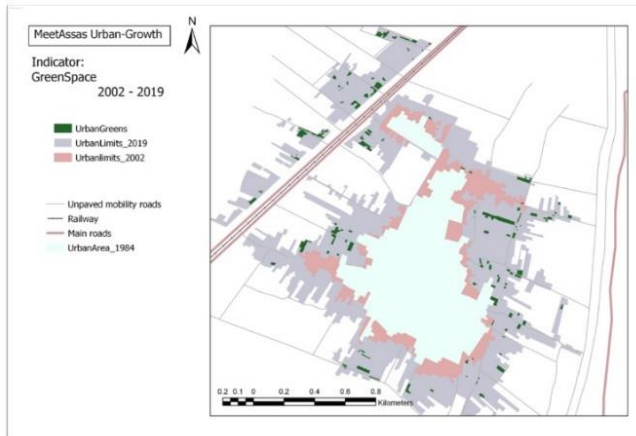 MeetAssas Urban-Growth
N
Indicator:
GreenSpace
2002 - 2019
UrbanGreens
UrbanLimits_2019
Urbanlimits_2002
Unpaved mobility roads
Railway
Main roads
UrbanArea_1984
0.2 0.1 0 0.2 0.4 0.6 0.8
Kilometers